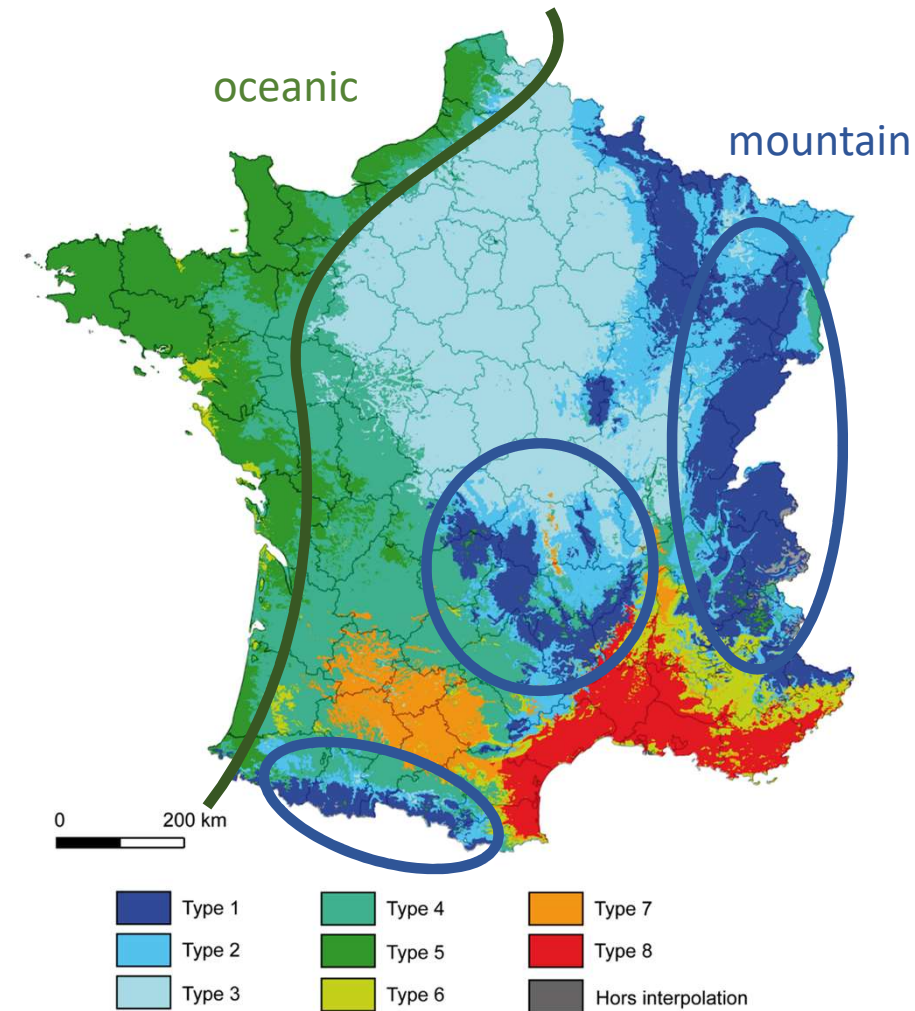 oceanic
mountain
0 200 km
Type 1 Type 4 Type 7
Type 2 Type 5 Type 8
Type 3 Type 6 Hors interpolation